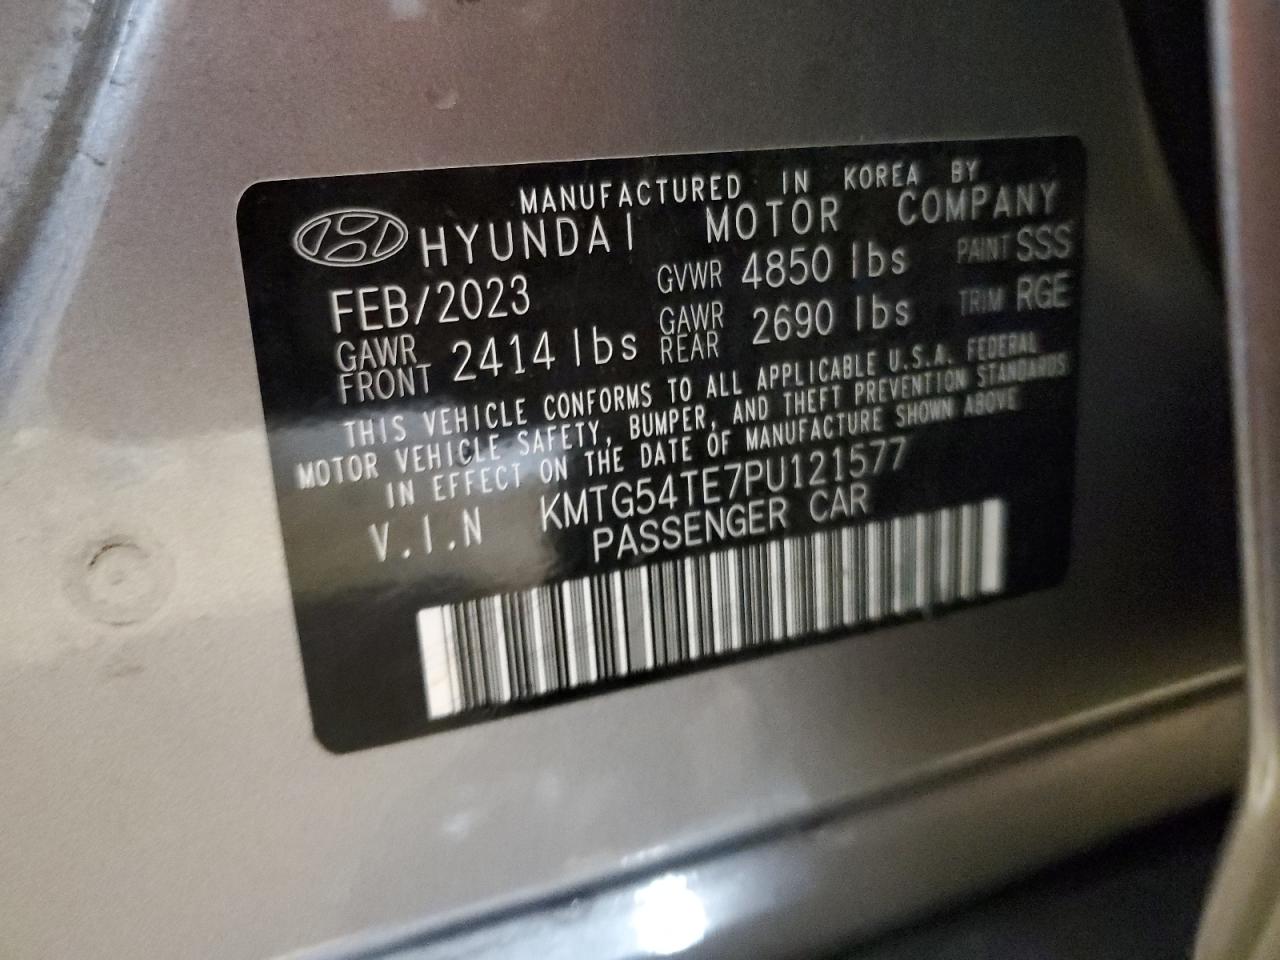 MANUFACTURED IN KOREA BY
HYUNDAI MOTOR COMPANY
FEB/2023 GVWR 4850 lbs PAINT SSS
GAWR FRONT 2414 lbs GAWR REAR 2690 lbs TRIM RGE
THIS VEHICLE CONFORMS TO ALL APPLICABLE U.S.A. FEDERAL
MOTOR VEHICLE SAFETY, BUMPER, AND THEFT PREVENTION STANDARDS
IN EFFECT ON THE DATE OF MANUFACTURE SHOWN ABOVE
V.I.N KMTG54TE7PU121577
PASSENGER CAR